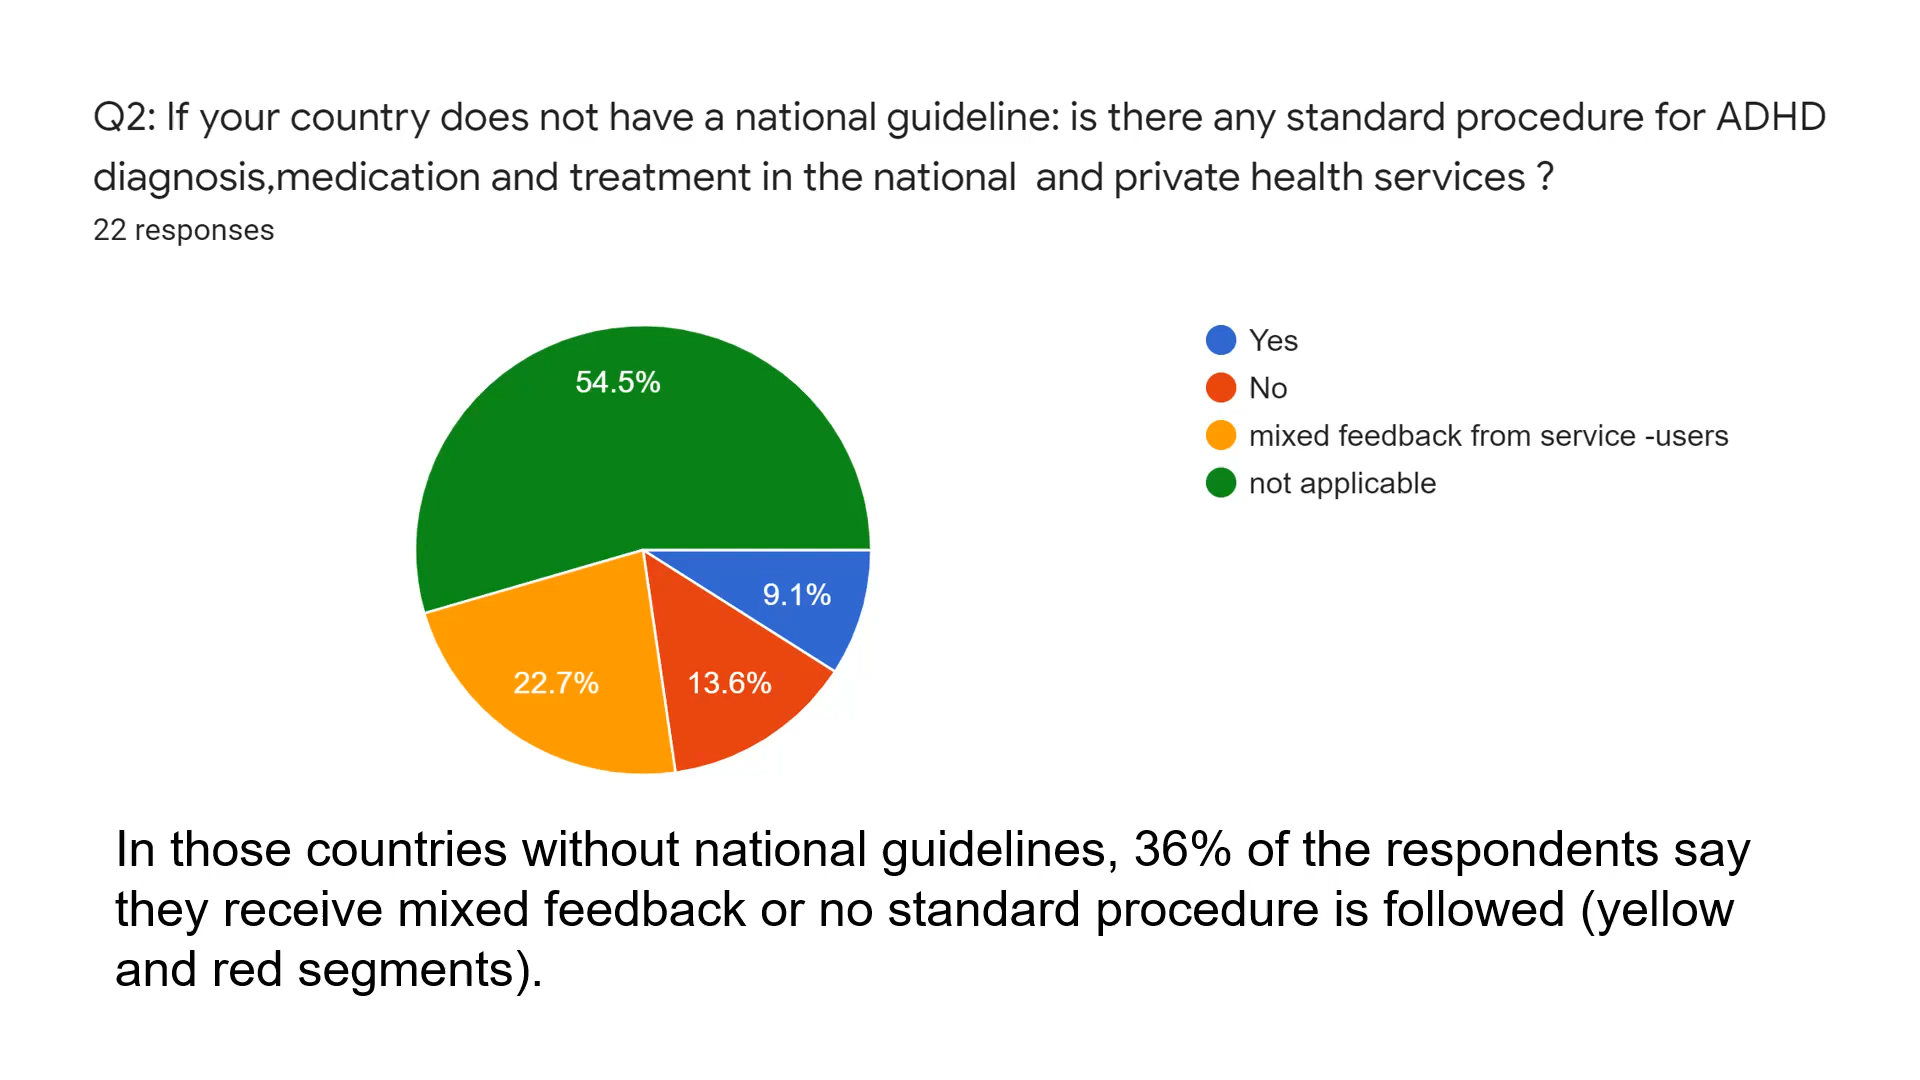 Q2: If your country does not have a national guideline: is there any standard procedure for ADHD
diagnosis,medication and treatment in the national  and private health services ?
22 responses
54.5%
9.1%
22.7%
13.6%
Yes
No
mixed feedback from service -users
not applicable
In those countries without national guidelines, 36% of the respondents say
they receive mixed feedback or no standard procedure is followed (yellow
and red segments).